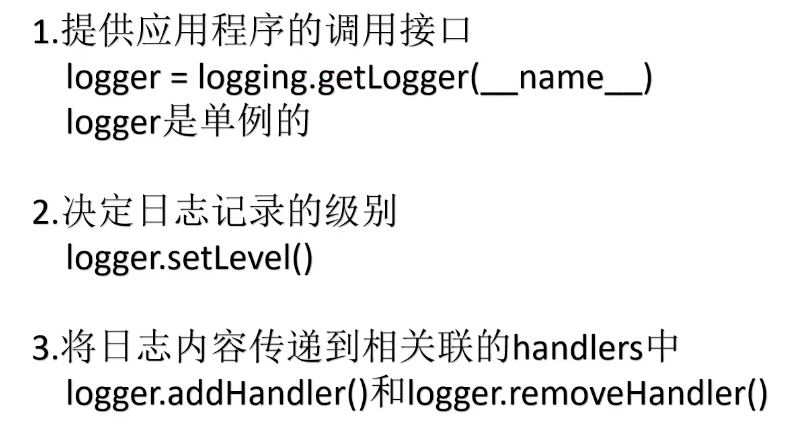 1.提供应用程序的调用接口
logger = logging.getLogger(__name__)
logger是单例的
2.决定日志记录的级别
logger.setLevel()
3.将日志内容传递到相关联的handlers中
logger.addHandler()和logger.removeHandler()